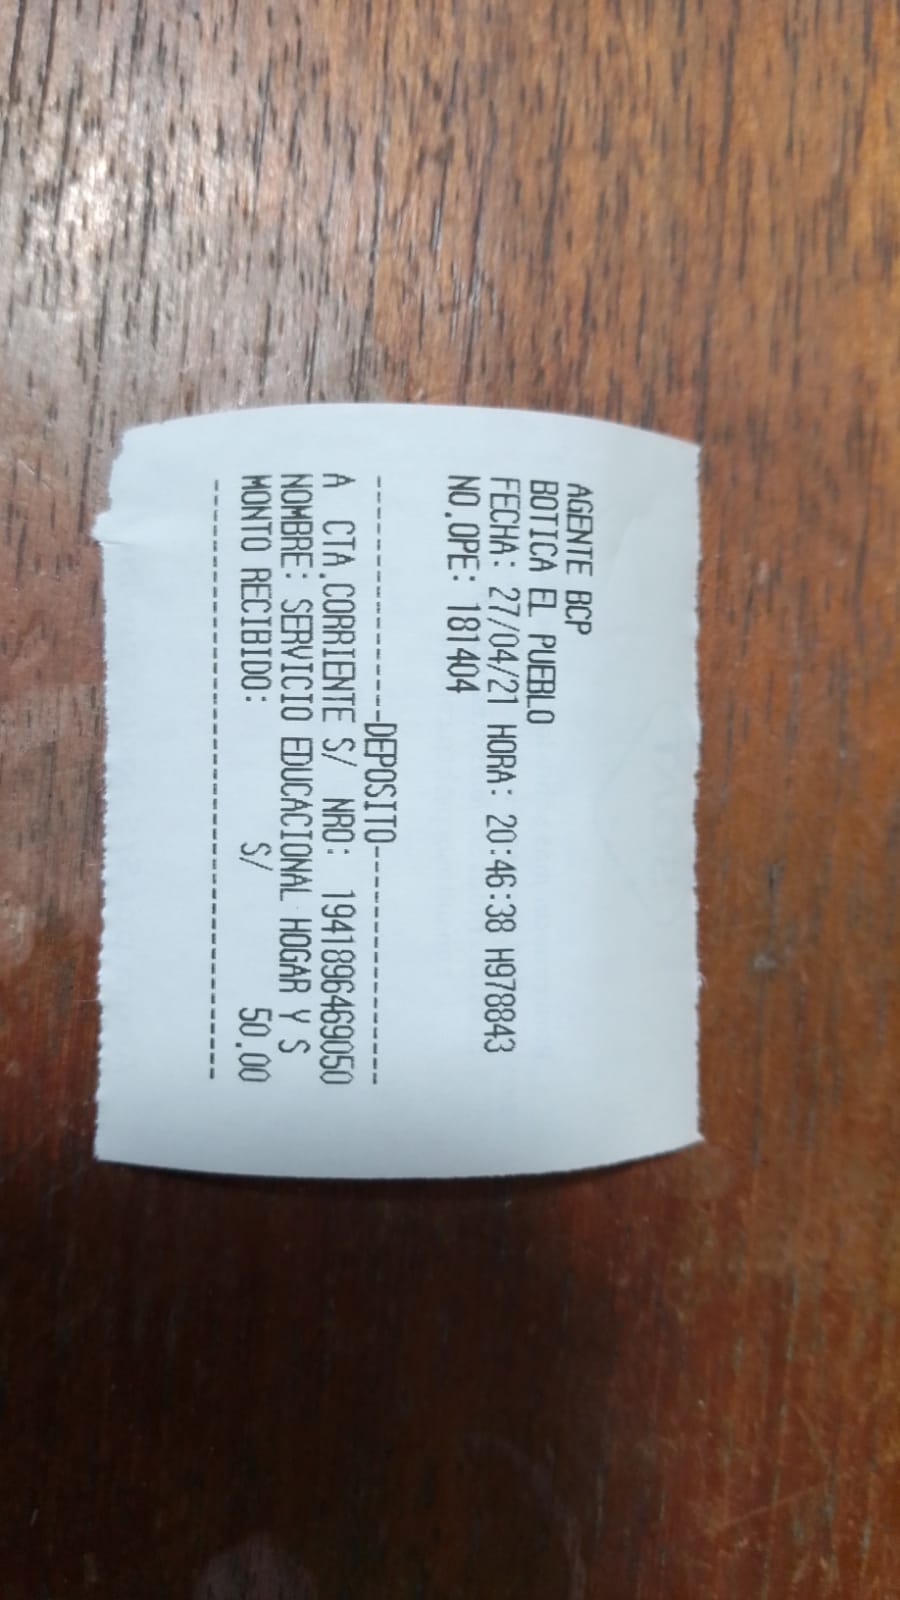 AGENTE BCP
BOTICA EL PUEBLO
FECHA: 27/04/21 HORA: 20:46:38 H978843
NO.OPE: 181404
-----------------DEPOSITO-----------------
A CTA.CORRIENTE S/ NRO: 1941896469050
NOMBRE: SERVICIO EDUCACIONAL HOGAR Y S
MONTO RECIBIDO: S/ 50.00
------------------------------------------